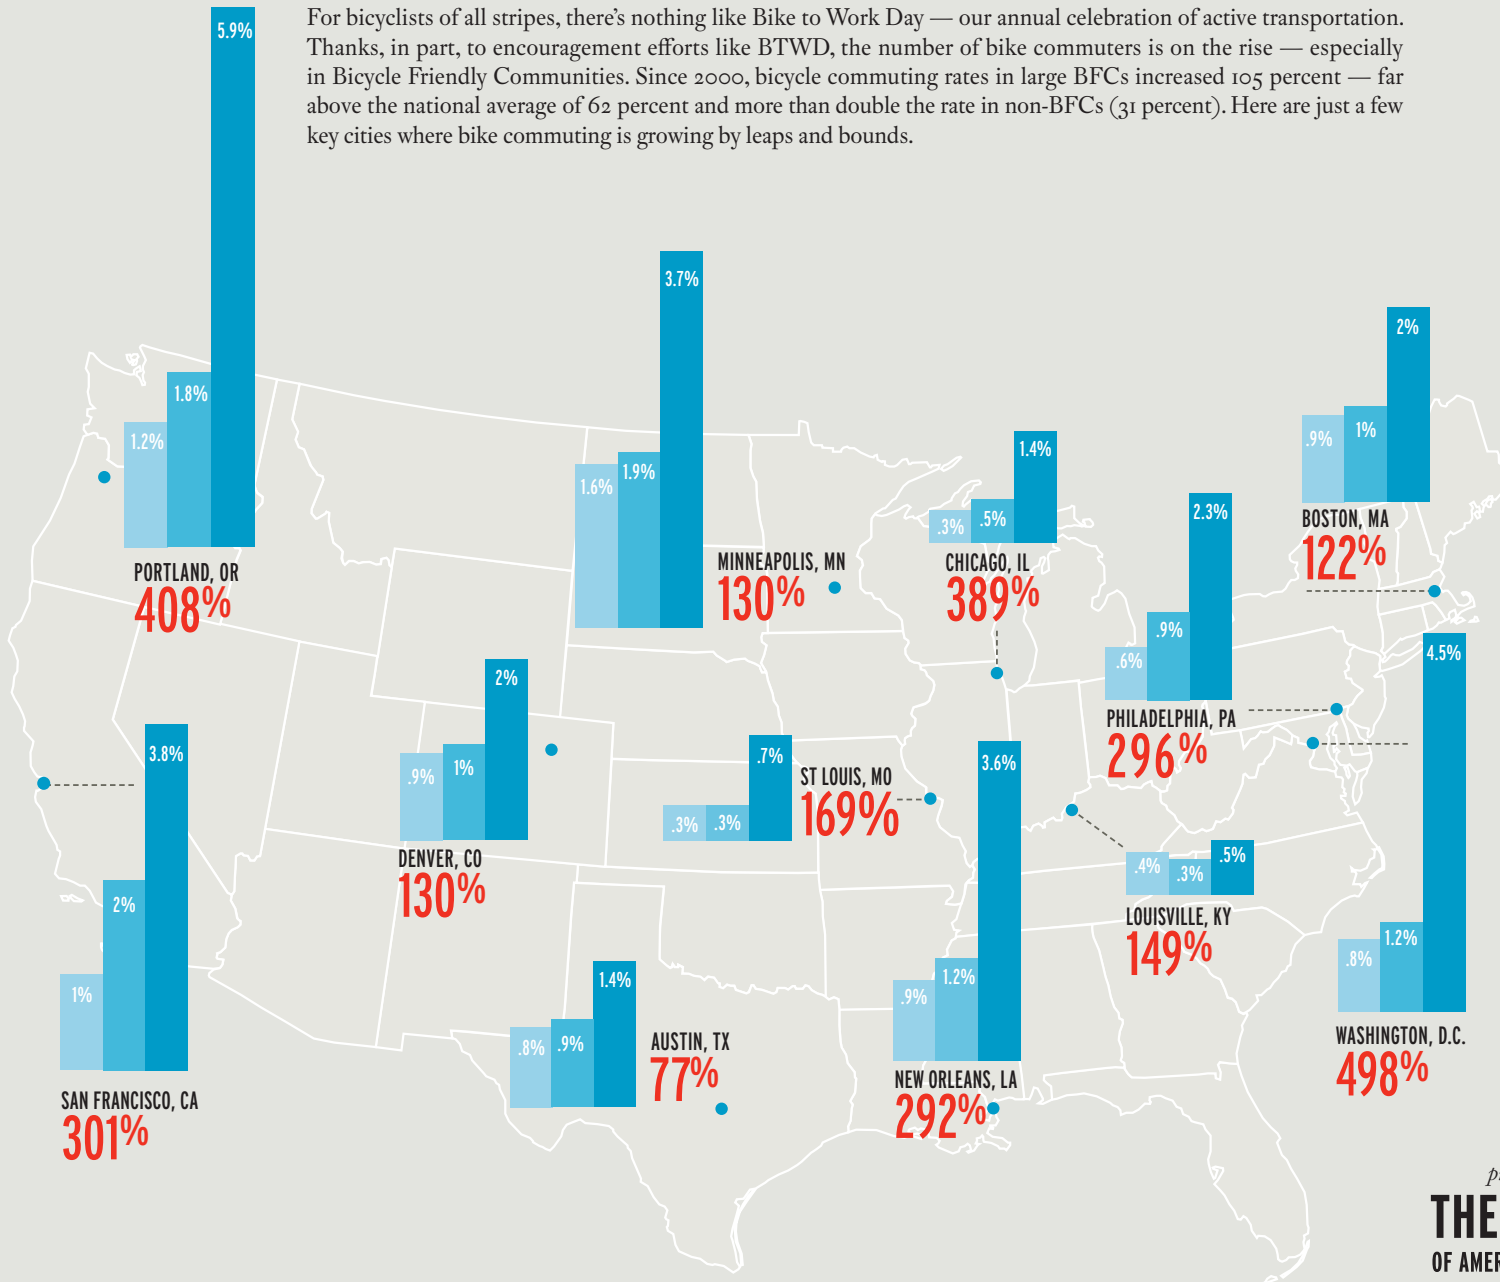 For bicyclists of all stripes, there's nothing like Bike to Work Day — our annual celebration of active transportation.
Thanks, in part, to encouragement efforts like BTWD, the number of bike commuters is on the rise — especially
in Bicycle Friendly Communities. Since 2000, bicycle commuting rates in large BFCs increased 105 percent — far
above the national average of 62 percent and more than double the rate in non-BFCs (31 percent). Here are just a few
key cities where bike commuting is growing by leaps and bounds.
1.2%
1.8%
5.9%
PORTLAND, OR
408%
1.6%
1.9%
3.7%
MINNEAPOLIS, MN
130%
.3%
.5%
1.4%
CHICAGO, IL
389%
.9%
1%
2%
BOSTON, MA
122%
.6%
.9%
2.3%
PHILADELPHIA, PA
296%
1%
2%
3.8%
SAN FRANCISCO, CA
301%
.9%
1%
2%
DENVER, CO
130%
.3%
.3%
.7%
ST LOUIS, MO
169%
.4%
.3%
.5%
LOUISVILLE, KY
149%
.8%
1.2%
4.5%
WASHINGTON, D.C.
498%
.8%
.9%
1.4%
AUSTIN, TX
77%
.9%
1.2%
3.6%
NEW ORLEANS, LA
292%
THE
OF AMER